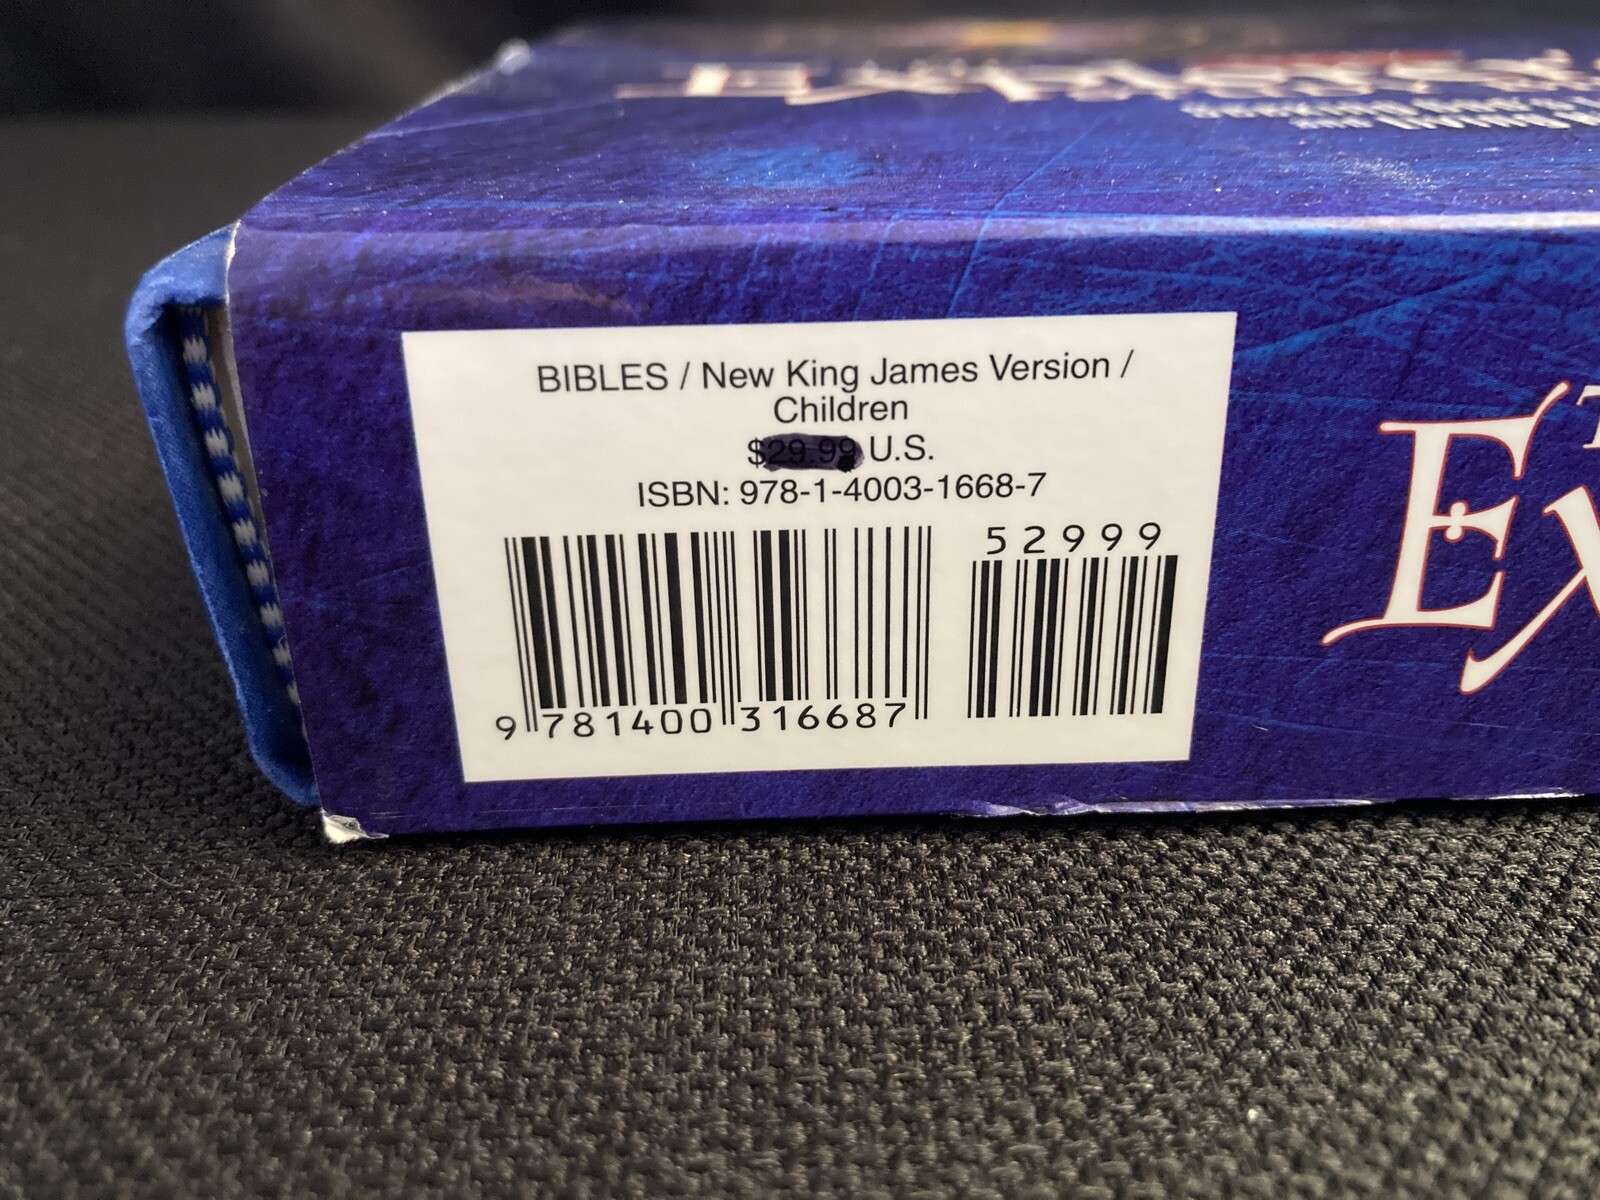 BIBLES / New King James Version /
Children
$29.99 U.S.
ISBN: 978-1-4003-1668-7
52999
9 781400 316687